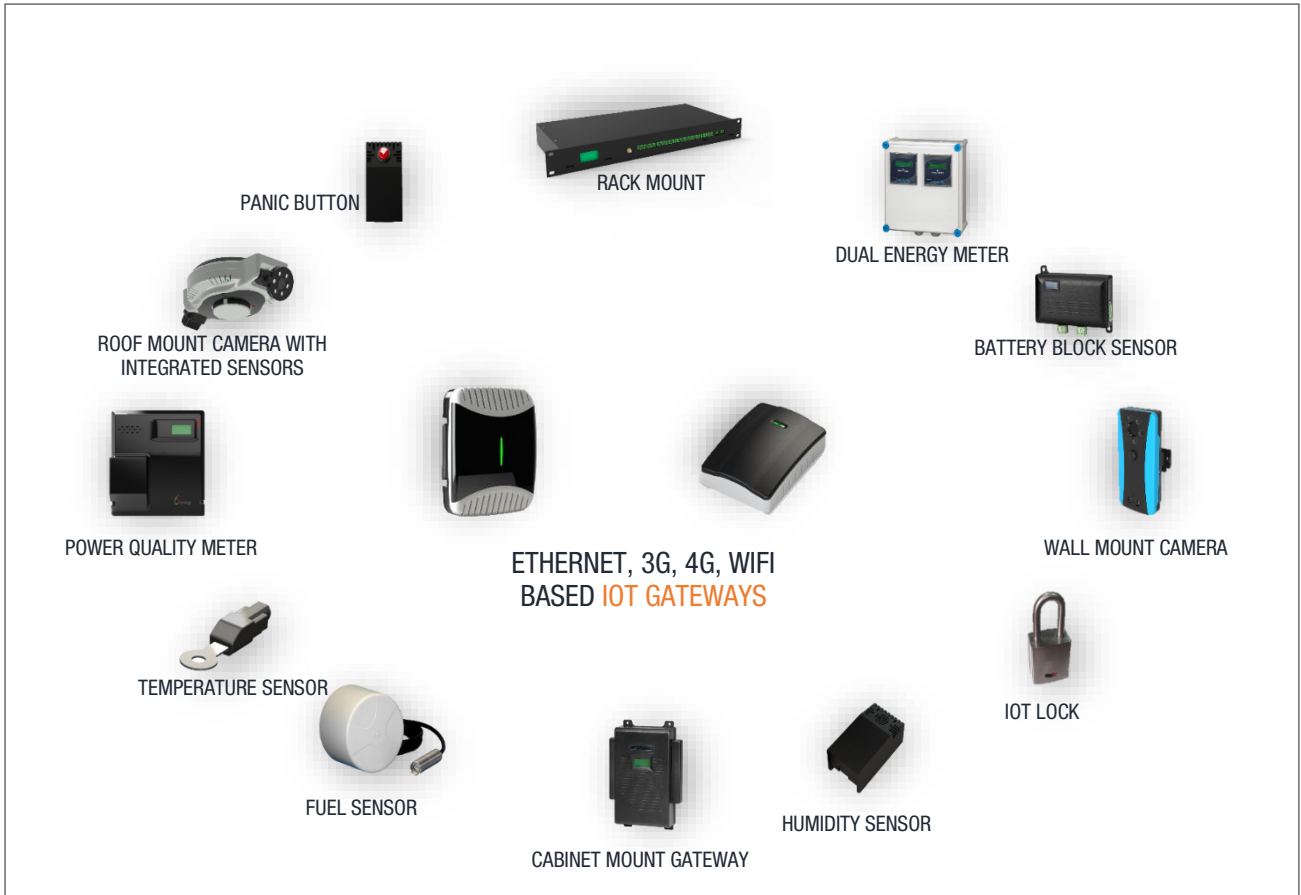 RACK MOUNT
PANIC BUTTON
DUAL ENERGY METER
ROOF MOUNT CAMERA WITH
INTEGRATED SENSORS
BATTERY BLOCK SENSOR
POWER QUALITY METER
WALL MOUNT CAMERA
ETHERNET, 3G, 4G, WIFI
BASED IOT GATEWAYS
TEMPERATURE SENSOR
IOT LOCK
FUEL SENSOR
HUMIDITY SENSOR
CABINET MOUNT GATEWAY